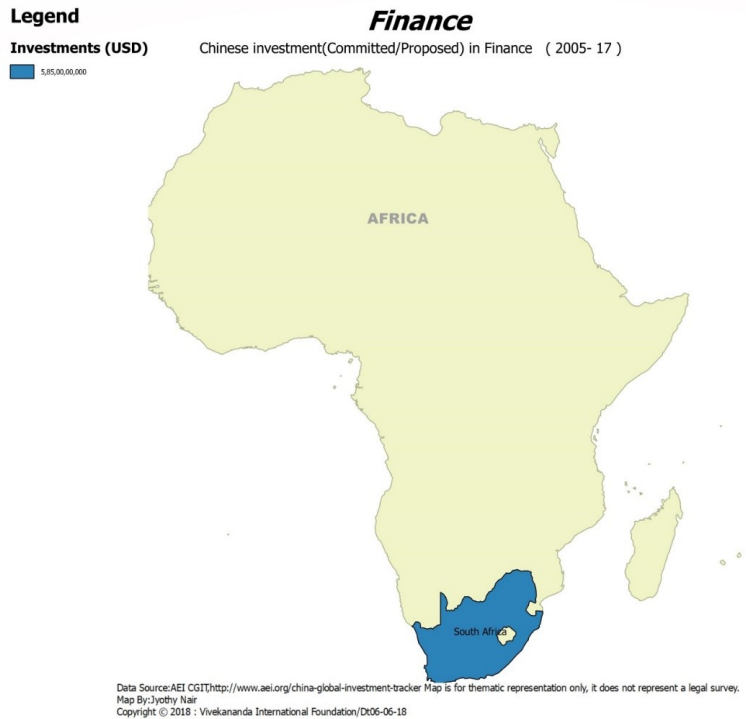 Legend
Finance
Investments (USD)
Chinese investment(Committed/Proposed) in Finance ( 2005- 17 )
5,85,00,00,000
AFRICA
South Africa
Data Source:AEI CGIT,http://www.aei.org/china-global-investment-tracker Map is for thematic representation only, it does not represent a legal survey.
Map By:Jyothy Nair
Copyright © 2018 : Vivekananda International Foundation/Dt06-06-18